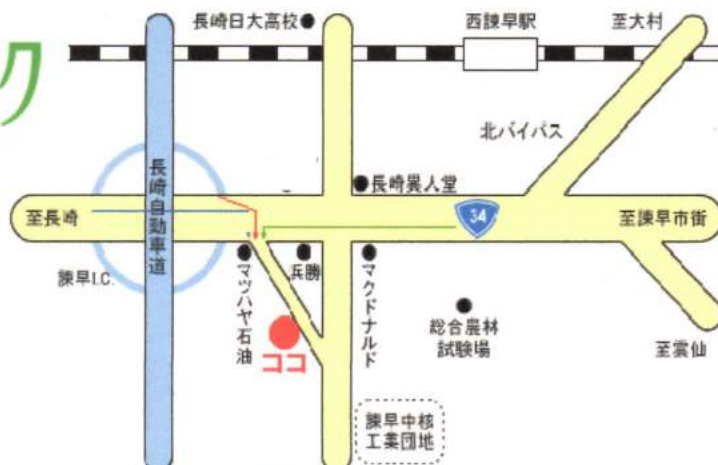 ク
長崎日大高校
西諫早駅
至大村
北バイパス
長崎異人堂
至長崎
長崎自動車道
34
至諫早市街
諫早I.C.
マツハヤ石油
浜勝
マクドナルド
総合農林
試験場
至雲仙
ココ
諫早中核
工業団地